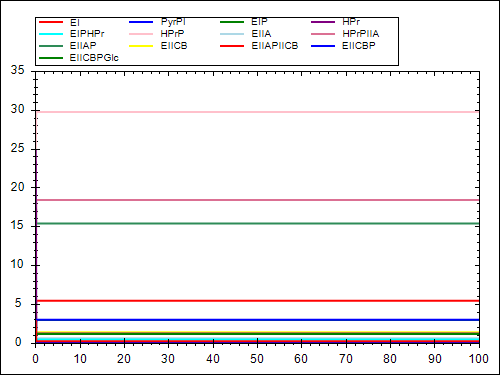 EI PyrPI EIP HPr
EIPHPr HPrP EIIA HPrPIIA
EIIAP EIICB EIIAPIICB EIICBP
EIICBPGlc
35
30
25
20
15
10
5
0
0 10 20 30 40 50 60 70 80 90 100